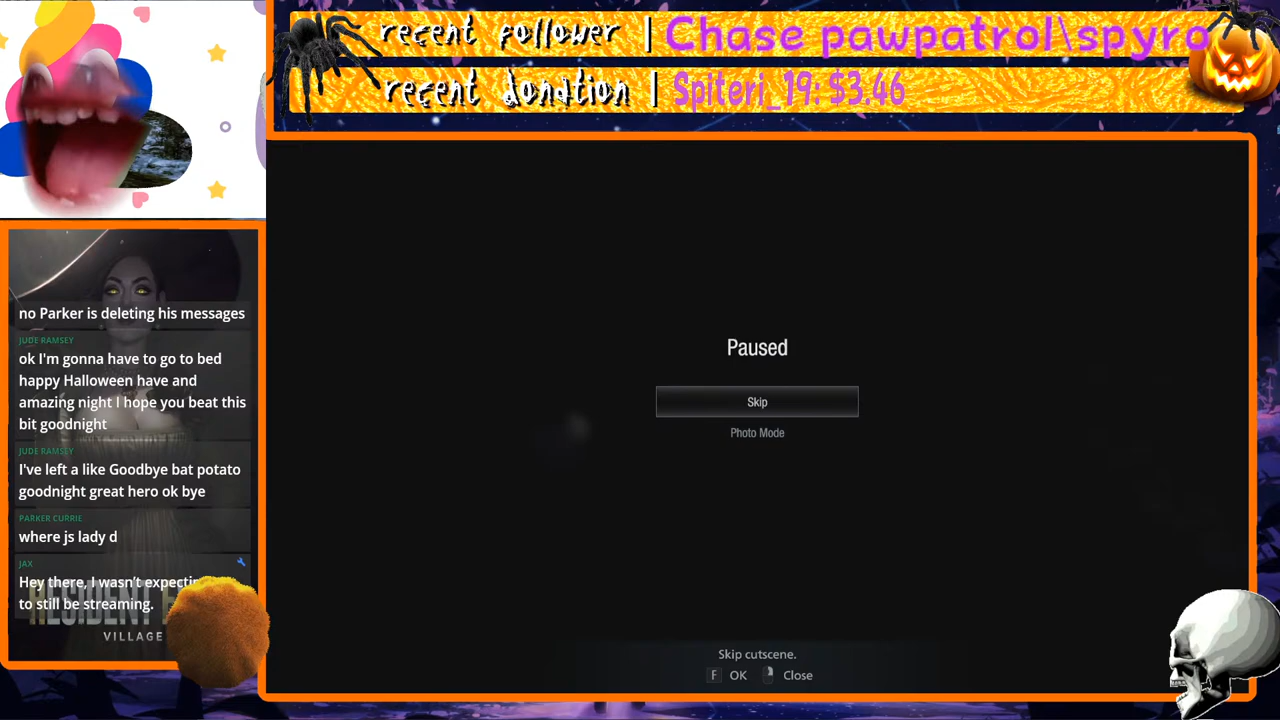 recent follower | Chase pawpatrol\spyro
recent donation | Spiteri_19: $3.46
no Parker is deleting his messages
JUDE RAMSEY
ok I'm gonna have to go to bed
happy Halloween have and
amazing night I hope you beat this
bit goodnight
JUDE RAMSEY
I've left a like Goodbye bat potato
goodnight great hero ok bye
PARKER CURRIE
where js lady d
JAX
Hey there, I wasn't
to still be streaming.
VILLAGE
Paused
Skip
Photo Mode
Skip cutscene.
F OK Close